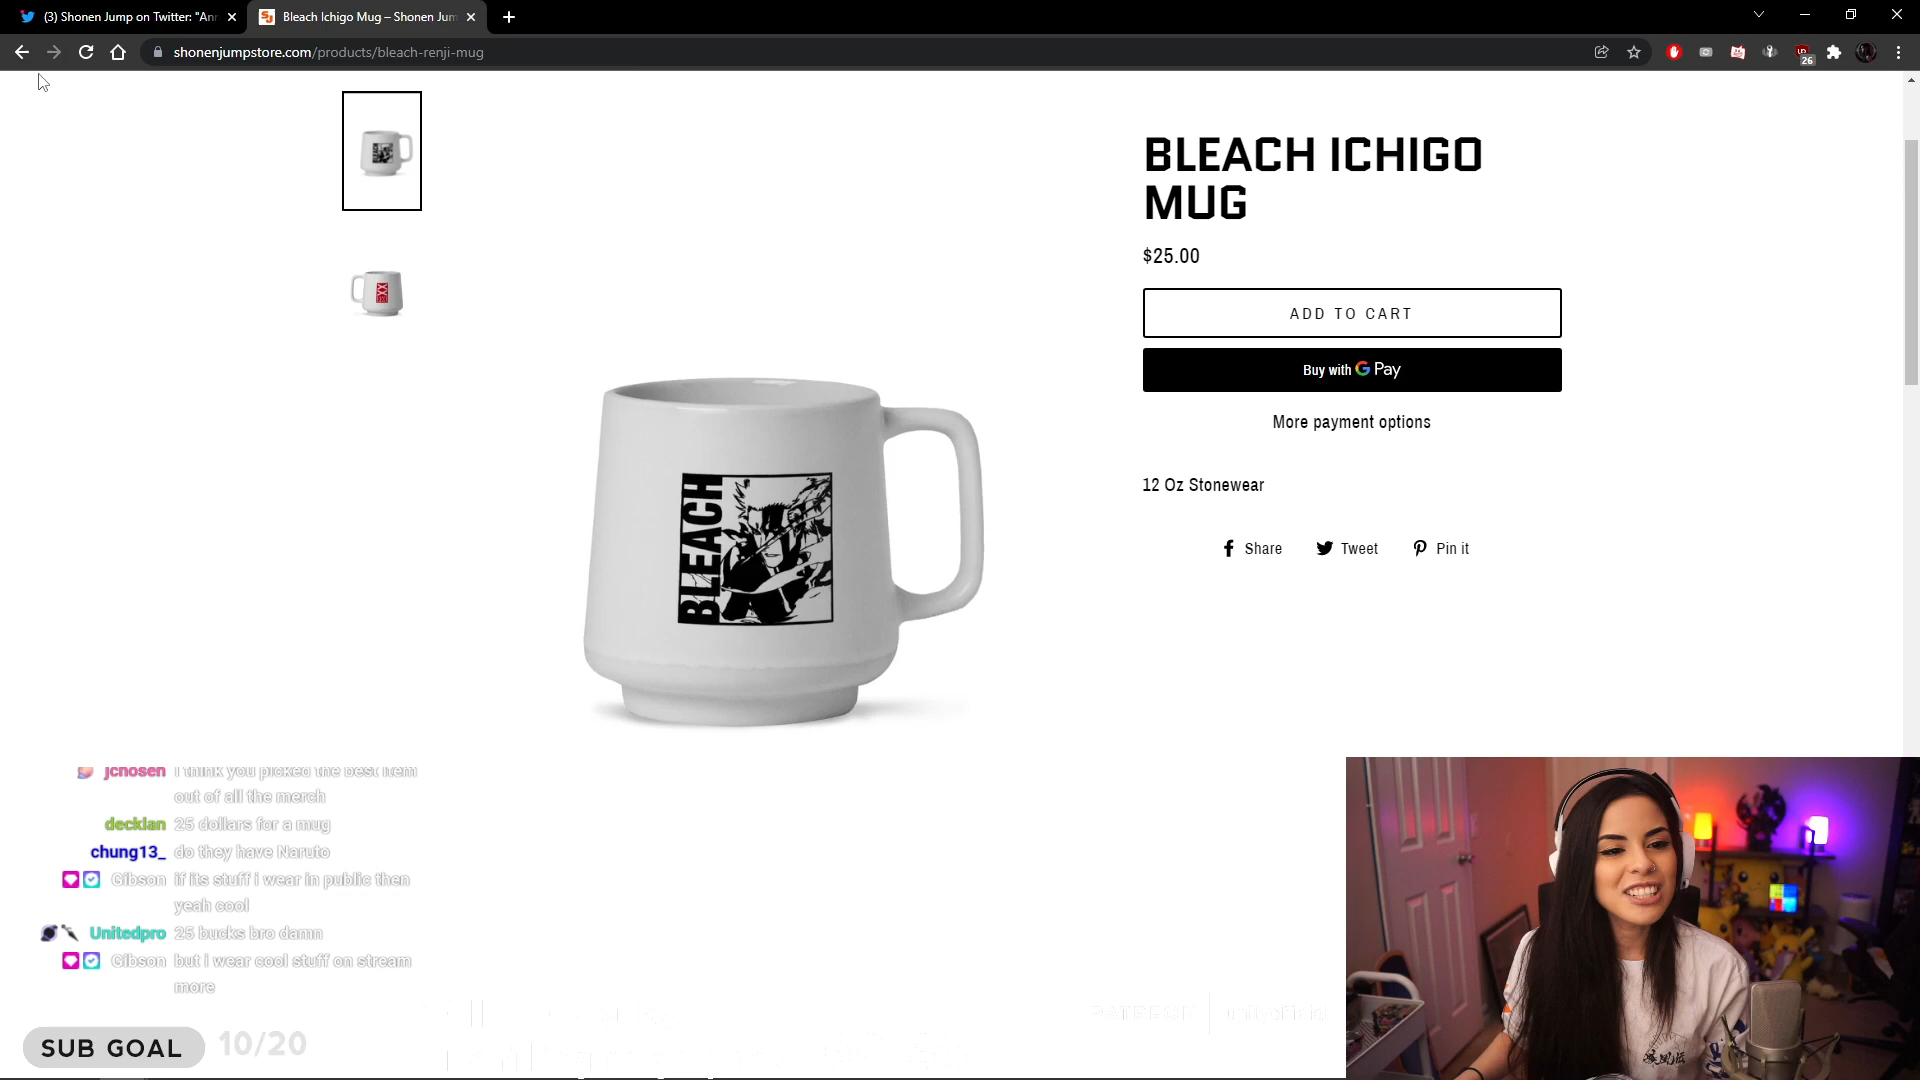 (3) Shonen Jump on Twitter: "Ann
Bleach Ichigo Mug – Shonen Jum
shonenjumpstore.com/products/bleach-renji-mug
26
BLEACH ICHIGO
MUG
$25.00
ADD TO CART
Buy with G Pay
More payment options
12 Oz Stonewear
Share
Tweet
Pin it
BLEACH
jcnosen I think you picked the best item
out of all the merch
decklan 25 dollars for a mug
chung13_ do they have Naruto
Gibson if its stuff i wear in public then
yeah cool
Unitedpro 25 bucks bro damn
Gibson but i wear cool stuff on stream
more
SUB GOAL 10/20
PATREON